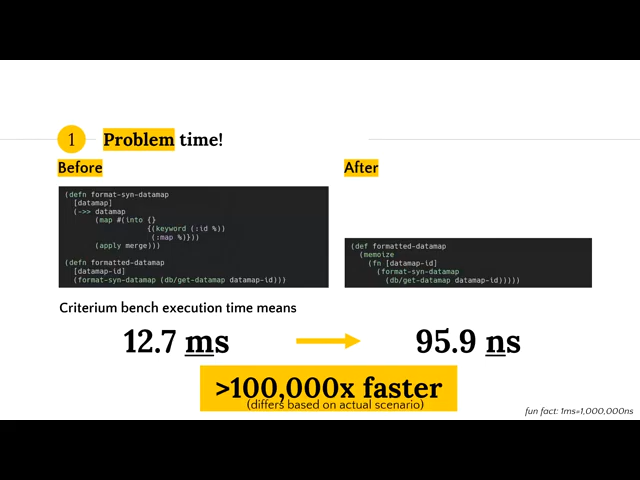 1 Problem time!
Before
After
(defn format-syn-datamap
[datamap]
(->> datamap
(map #(into {}
{(keyword (:id %))
(:map %)}))
(apply merge)))
(defn formatted-datamap
[datamap-id]
(format-syn-datamap (db/get-datamap datamap-id)))
(def formatted-datamap
(memoize
(fn [datamap-id]
(format-syn-datamap
(db/get-datamap datamap-id)))))
Criterium bench execution time means
12.7 ms
95.9 ns
>100,000x faster
(differs based on actual scenario)
fun fact: 1ms=1,000,000ns